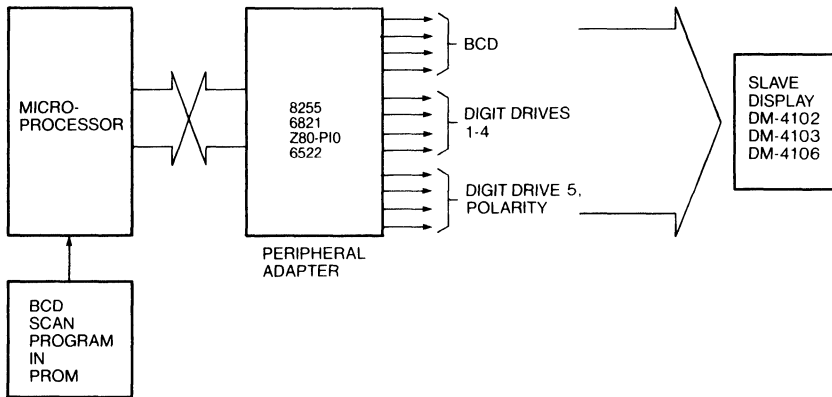 MICRO-
PROCESSOR
8255
6821
Z80-PI0
6522
BCD
DIGIT DRIVES
1-4
DIGIT DRIVE 5,
POLARITY
PERIPHERAL
ADAPTER
SLAVE
DISPLAY
DM-4102
DM-4103
DM-4106
BCD
SCAN
PROGRAM
IN
PROM